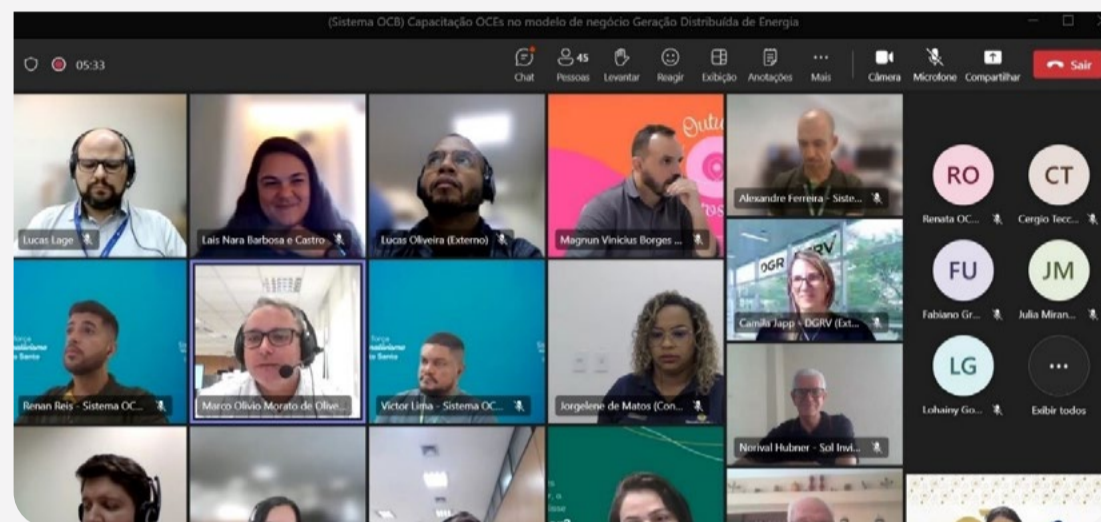 (Sistema OCB) Capacitação OCEs no modelo de negócio Geração Distribuída de Energia
05:33
Chat
45
Pessoas
Levantar
Reagir
Exibição
Anotações
Mais
Câmera
Microfone
Compartilhar
Sair
Outu
Lucas Lage
Lais Nara Barbosa e Castro
Lucas Oliveira (Externo)
Magnun Vinicius Borges ...
Alexandre Ferreira - Siste...
RO
CT
Renata OC...
Cergio Tecc...
DGR
RV
Camila Japp - DGRV (Ext...
FU
JM
Fabiano Gr...
Julia Miran...
Renan Reis - Sistema OC...
Marco Olivio Morato de Olive...
Victor Lima - Sistema OC...
Jorgelene de Matos (Con...
Norival Hubner - Sol Invi...
LG
...
Lohainy Go...
Exibir todos